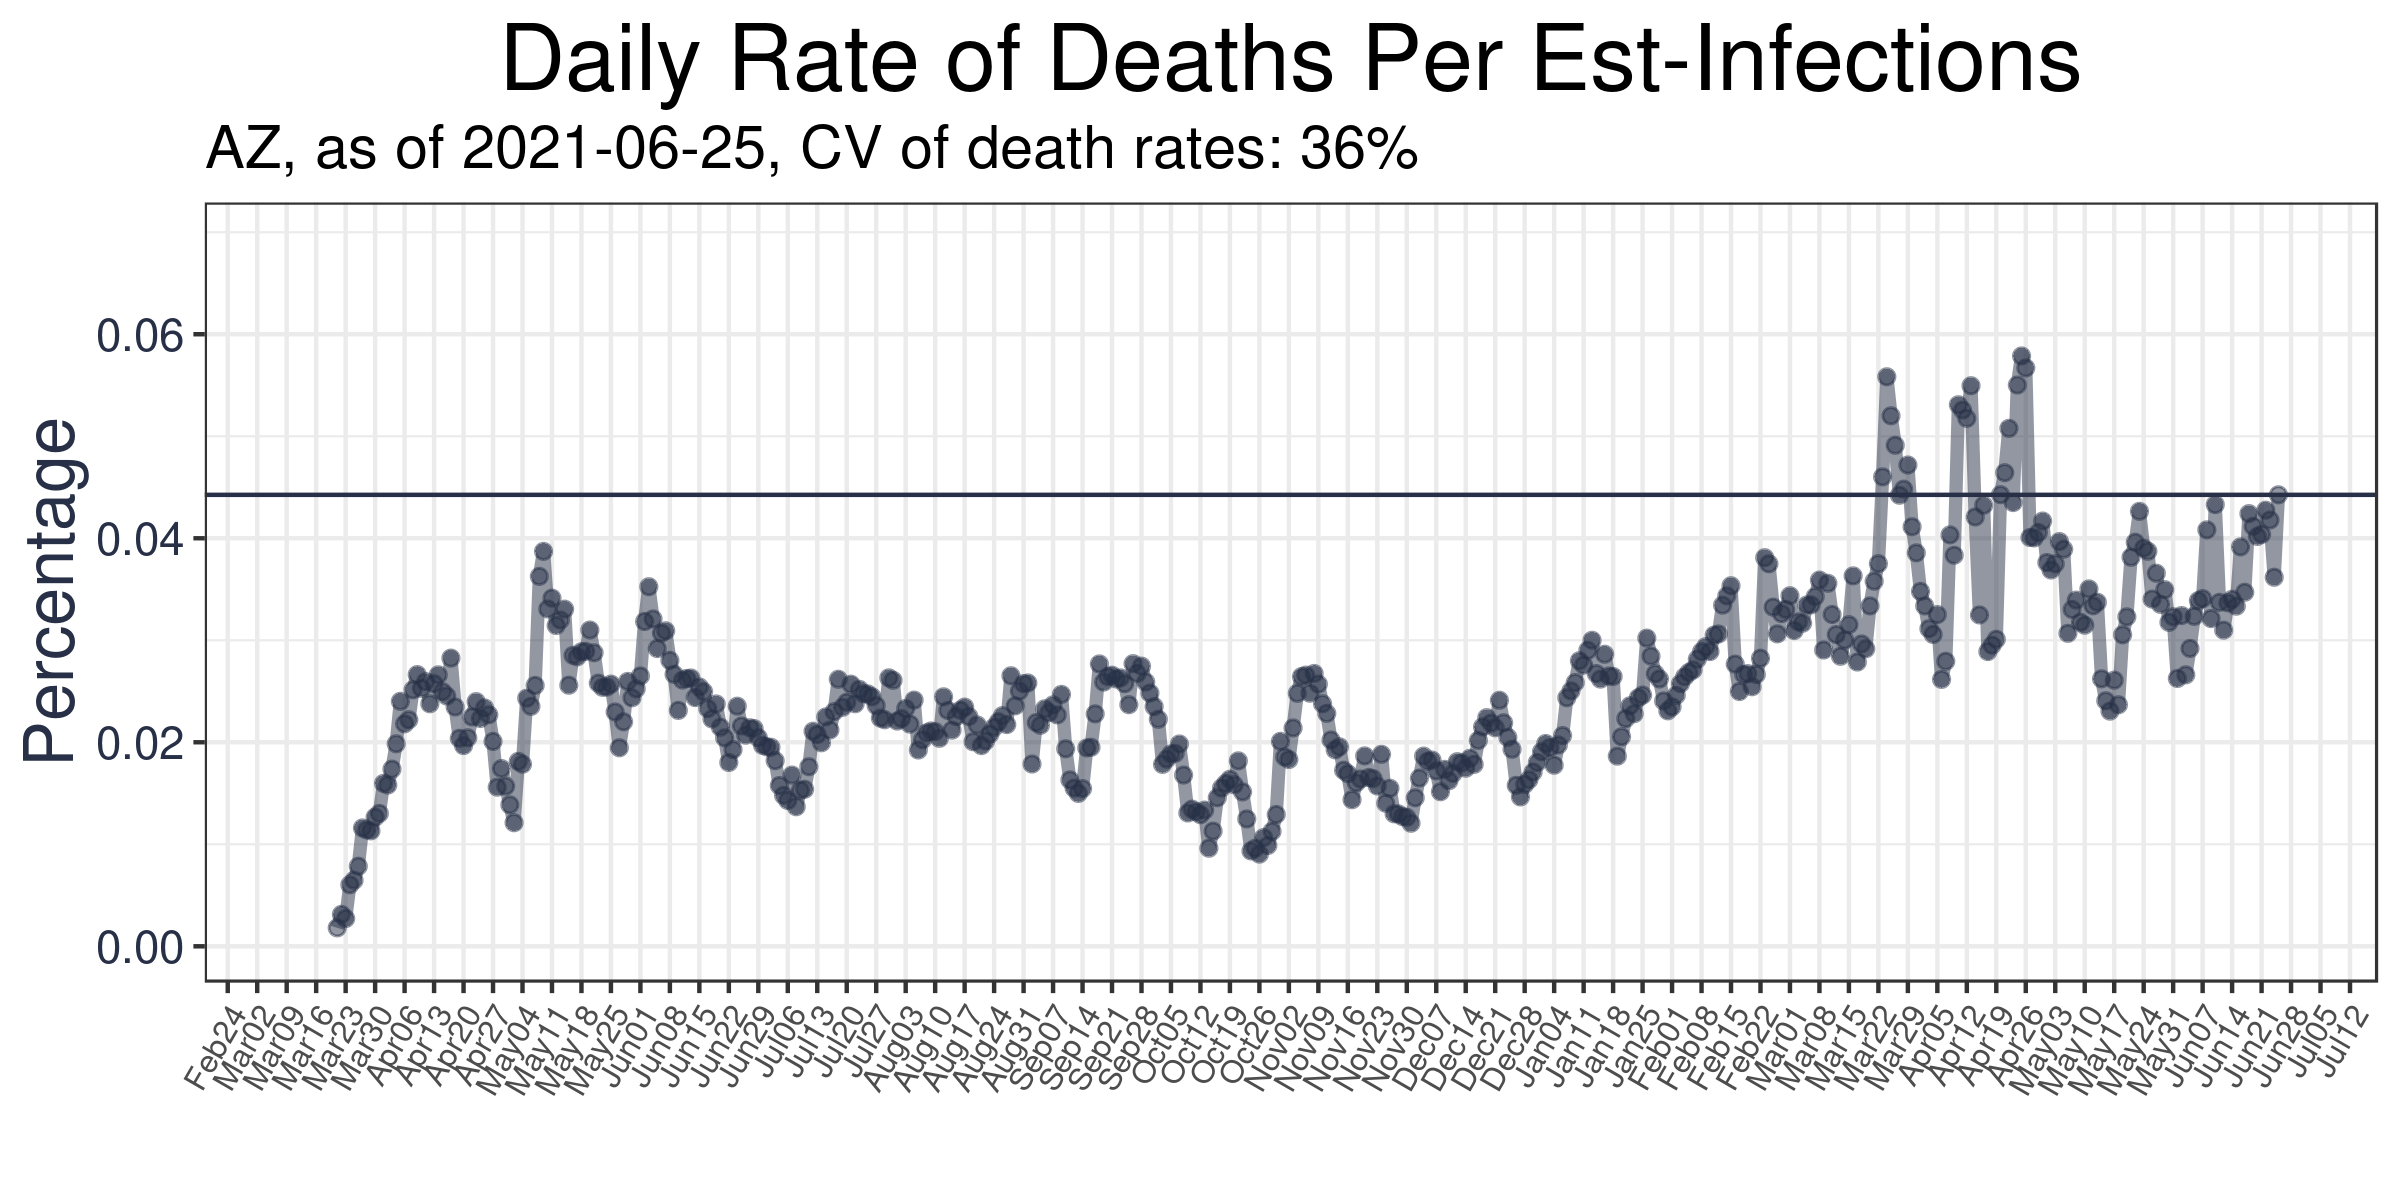 Daily Rate of Deaths Per Est-Infections
AZ, as of 2021-06-25, CV of death rates: 36%
Percentage
0.06
0.04
0.02
0.00
Feb24
Mar02
Mar09
Mar16
Mar23
Mar30
Apr06
Apr13
Apr20
Apr27
May04
May11
May18
May25
Jun01
Jun08
Jun15
Jun22
Jun29
Jul06
Jul13
Jul20
Jul27
Aug03
Aug10
Aug17
Aug24
Aug31
Sep07
Sep14
Sep21
Sep28
Oct05
Oct12
Oct19
Oct26
Nov02
Nov09
Nov16
Nov23
Nov30
Dec07
Dec14
Dec21
Dec28
Jan04
Jan11
Jan18
Jan25
Feb01
Feb08
Feb15
Feb22
Mar01
Mar08
Mar15
Mar22
Mar29
Apr05
Apr12
Apr19
Apr26
May03
May10
May17
May24
May31
Jun07
Jun14
Jun21
Jun28
Jul05
Jul12